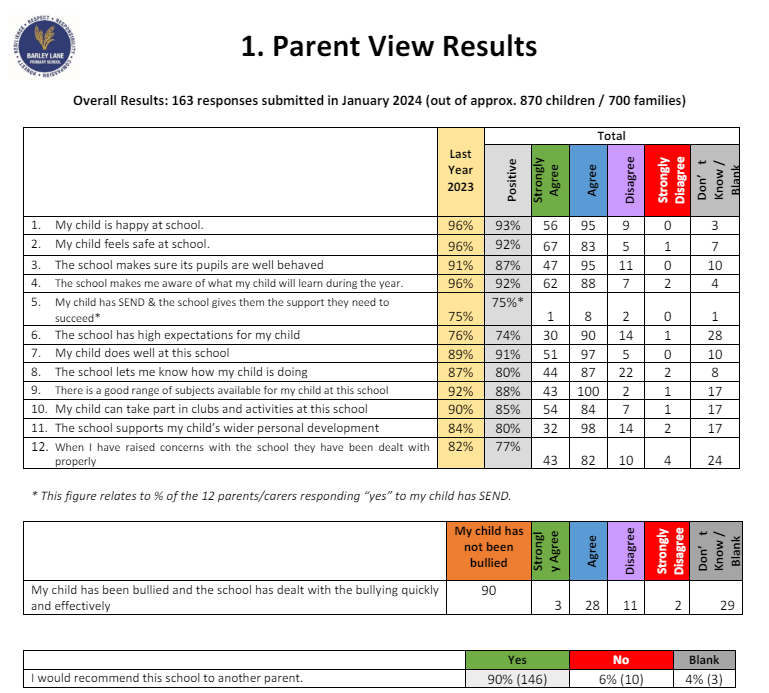 RESILIENCE • RESPECT • RESPONSIBILITY • COMPASSION • HONESTY
BARLEY LANE
PRIMARY SCHOOL
1. Parent View Results
Overall Results: 163 responses submitted in January 2024 (out of approx. 870 children / 700 families)
Last Year 2023 Total
Positive Strongly Agree Agree Disagree Strongly Disagree Don' t Know / Blank
1. My child is happy at school. 96% 93% 56 95 9 0 3
2. My child feels safe at school. 96% 92% 67 83 5 1 7
3. The school makes sure its pupils are well behaved 91% 87% 47 95 11 0 10
4. The school makes me aware of what my child will learn during the year. 96% 92% 62 88 7 2 4
5. My child has SEND & the school gives them the support they need to
succeed* 75% 75%* 1 8 2 0 1
6. The school has high expectations for my child 76% 74% 30 90 14 1 28
7. My child does well at this school 89% 91% 51 97 5 0 10
8. The school lets me know how my child is doing 87% 80% 44 87 22 2 8
9. There is a good range of subjects available for my child at this school 92% 88% 43 100 2 1 17
10. My child can take part in clubs and activities at this school 90% 85% 54 84 7 1 17
11. The school supports my child's wider personal development 84% 80% 32 98 14 2 17
12. When I have raised concerns with the school they have been dealt with 82% 77%
properly 43 82 10 4 24
* This figure relates to % of the 12 parents/carers responding "yes" to my child has SEND.
My child has not been bullied Strongl y Agree Agree Disagree Strongly Disagree Don' t Know / Blank
My child has been bullied and the school has dealt with the bullying quickly 90
and effectively 3 28 11 2 29
Yes No Blank
I would recommend this school to another parent. 90% (146) 6% (10) 4% (3)